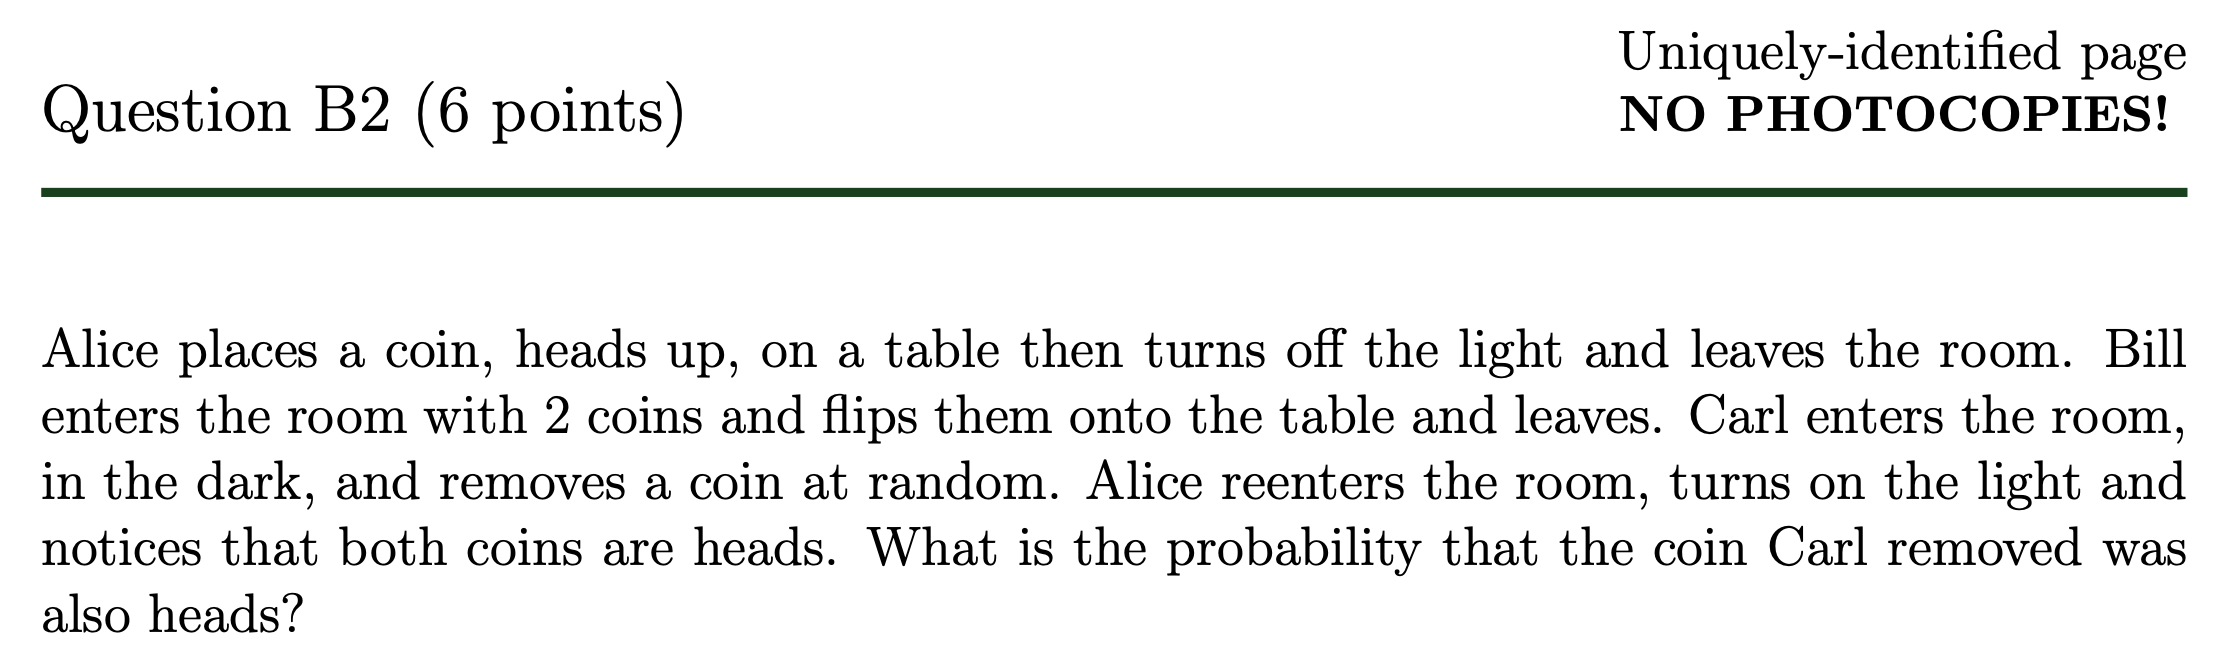 Uniquely-identified page
Question B2 (6 points)
NO PHOTOCOPIES!
Alice places a coin, heads up, on a table then turns off the light and leaves the room. Bill
enters the room with 2 coins and flips them onto the table and leaves. Carl enters the room,
in the dark, and removes a coin at random. Alice reenters the room, turns on the light and
notices that both coins are heads. What is the probability that the coin Carl removed was
also heads?